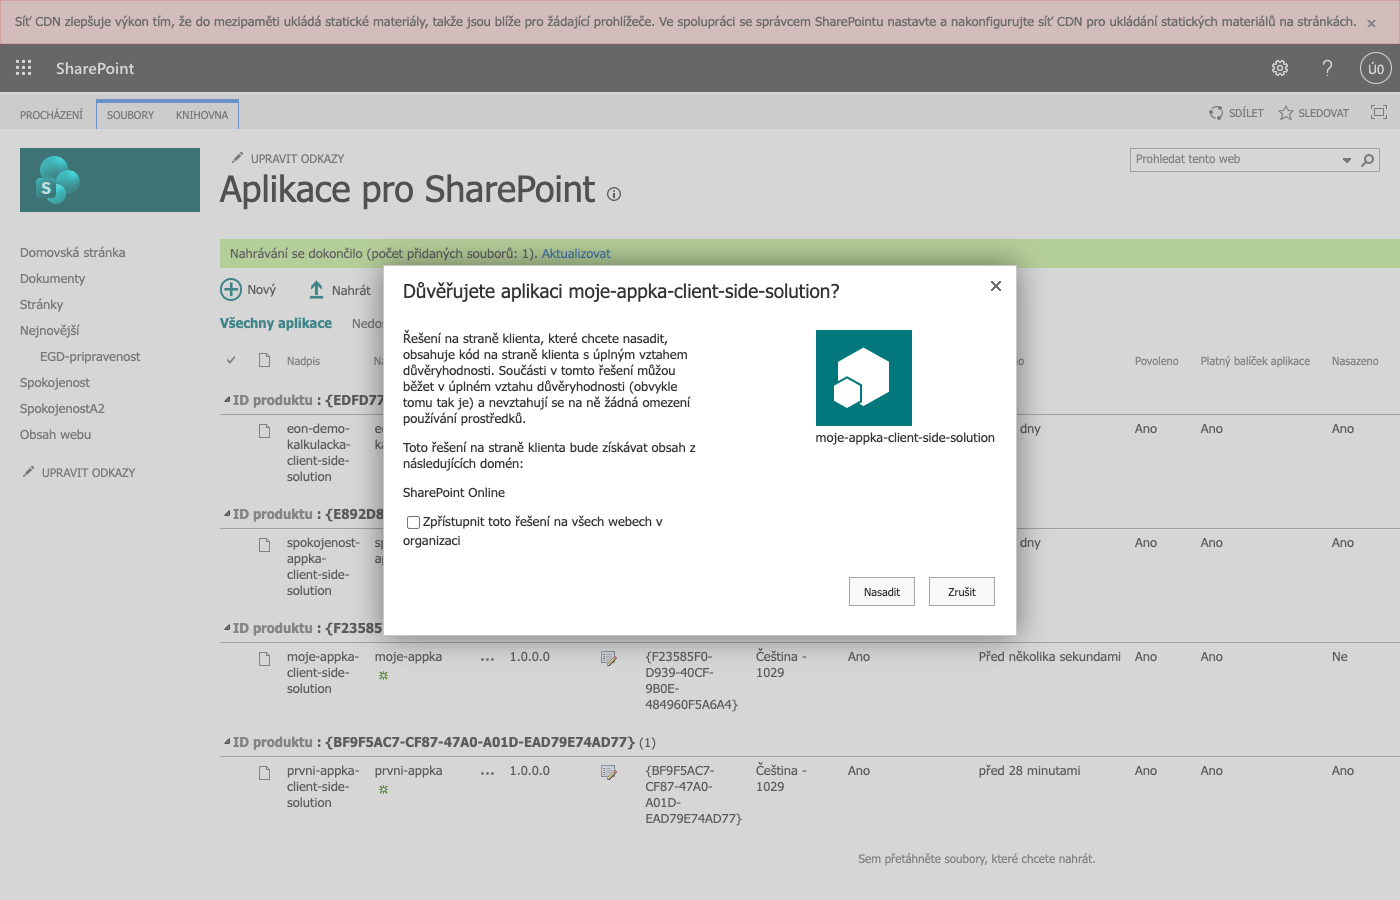 Síť CDN zlepšuje výkon tím, že do mezipaměti ukládá statické materiály, takže jsou blíže pro žádající prohlížeče. Ve spolupráci se správcem SharePointu nastavte a nakonfigurujte síť CDN pro ukládání statických materiálů na stránkách. x
SharePoint
Ú0
PROCHÁZENÍ SOUBORY KNIHOVNA
SDÍLET SLEDOVAT
S
UPRAVIT ODKAZY
Prohledat tento web
Aplikace pro SharePoint
Domovská stránka
Dokumenty
Stránky
Nejnovější
EGD-pripravenost
Spokojenost
SpokojenostA2
Obsah webu
UPRAVIT ODKAZY
Nahrávání se dokončilo (počet přidaných souborů: 1). Aktualizovat
Nový Nahrát
Všechny aplikace
Nadpis Povoleno Platný balíček aplikace Nasazeno
Důvěřujete aplikaci moje-appka-client-side-solution?
Řešení na straně klienta, které chcete nasadit,
obsahuje kód na straně klienta s úplným vztahem
důvěryhodnosti. Součásti v tomto řešení můžou
běžet v úplném vztahu důvěryhodnosti (obvykle
tomu tak je) a nevztahují se na ně žádná omezení
používání prostředků.
Toto řešení na straně klienta bude získávat obsah z
následujících domén:
SharePoint Online
Zpřístupnit toto řešení na všech webech v
organizaci
moje-appka-client-side-solution
Nasadit Zrušit
ID produktu : {EDFD77
eon-demo-
kalkulacka-
client-side-
solution
dny Ano Ano Ano
ID produktu : {E892D8
spokojenost-
appka-
client-side-
solution
dny Ano Ano Ano
ID produktu : {F23585
moje-appka-
client-side-
solution
moje-appka ... 1.0.0.0
{F23585F0-
D939-40CF-
9B0E-
484960F5A6A4}
Čeština -
1029
Ano Před několika sekundami Ano Ano Ne
ID produktu : {BF9F5AC7-CF87-47A0-A01D-EAD79E74AD77} (1)
prvni-appka-
client-side-
solution
prvni-appka ... 1.0.0.0
{BF9F5AC7-
CF87-47A0-
A01D-
EAD79E74AD77}
Čeština -
1029
Ano před 28 minutami Ano Ano Ano
Sem přetáhněte soubory, které chcete nahrát.